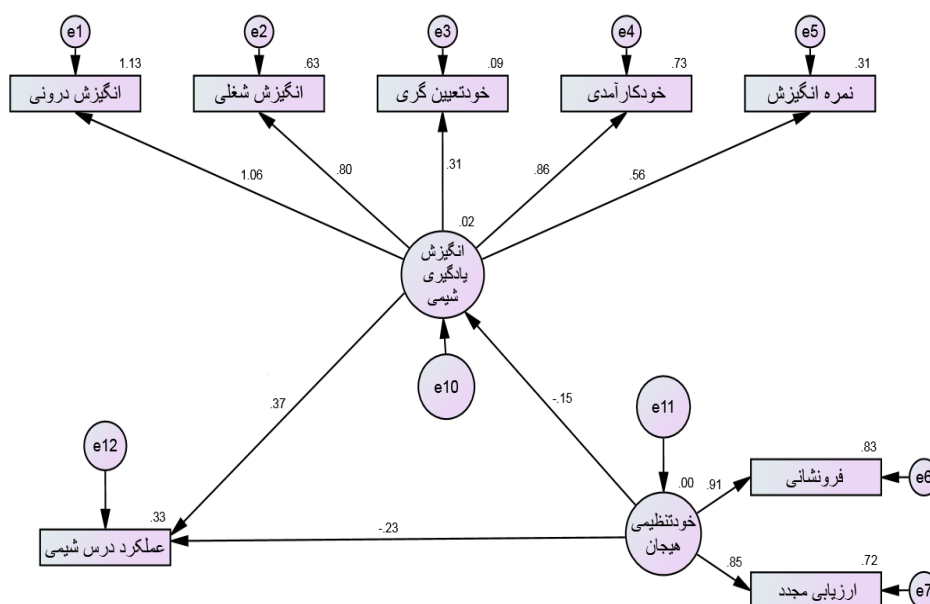 e1
e2
e3
e4
e5
1.13
.63
.09
.73
.31
انگیزش درونی
انگیزش شغلی
خودتعیین گری
خودکارآمدی
نمره انگیزش
1.06
.80
.31
.86
.56
.02
انگیزش
یادگیری
شیمی
e10
.37
-.15
e11
e12
.83
فرونشانی
e6
.00
.91
.33
عملکرد درس شیمی
-.23
خودتنظیمی
هیجان
.85
.72
ارزیابی مجدد
e7